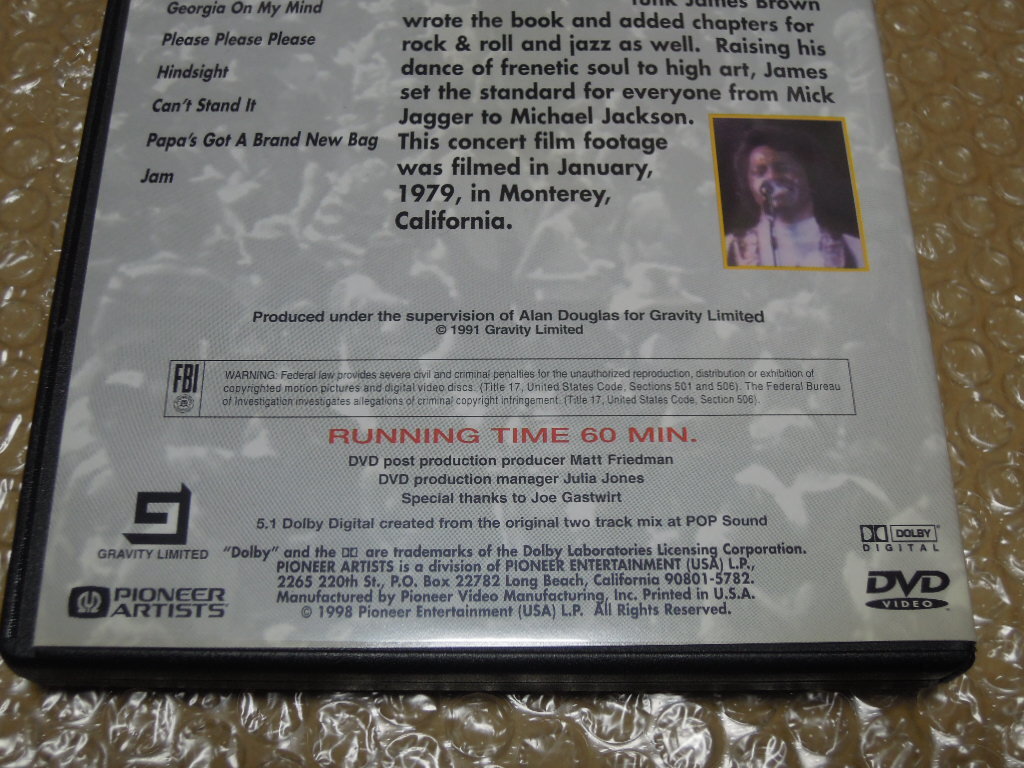 Georgia On My Mind
Please Please Please
Hindsight
Can't Stand It
Papa's Got A Brand New Bag
Jam
funk James Brown
wrote the book and added chapters for
rock & roll and jazz as well. Raising his
dance of frenetic soul to high art, James
set the standard for everyone from Mick
Jagger to Michael Jackson.
This concert film footage
was filmed in January,
1979, in Monterey,
California.
Produced under the supervision of Alan Douglas for Gravity Limited
© 1991 Gravity Limited
FBI
WARNING: Federal law provides severe civil and criminal penalties for the unauthorized reproduction, distribution or exhibition of
copyrighted motion pictures and digital video discs. (Title 17, United States Code, Sections 501 and 506). The Federal Bureau
of Investigation investigates allegations of criminal copyright infringement. (Title 17, United States Code, Section 506).
RUNNING TIME 60 MIN.
DVD post production producer Matt Friedman
DVD production manager Julia Jones
Special thanks to Joe Gastwirt
5.1 Dolby Digital created from the original two track mix at POP Sound
GRAVITY LIMITED
"Dolby" and the DD are trademarks of the Dolby Laboratories Licensing Corporation.
PIONEER ARTISTS is a division of PIONEER ENTERTAINMENT (USA) L.P.,
2265 220th St., P.O. Box 22782 Long Beach, California 90801-5782.
Manufactured by Pioneer Video Manufacturing, Inc. Printed in U.S.A.
© 1998 Pioneer Entertainment (USA) L.P. All Rights Reserved.
PIONEER
ARTISTS
DOLBY
DIGITAL
DVD
VIDEO